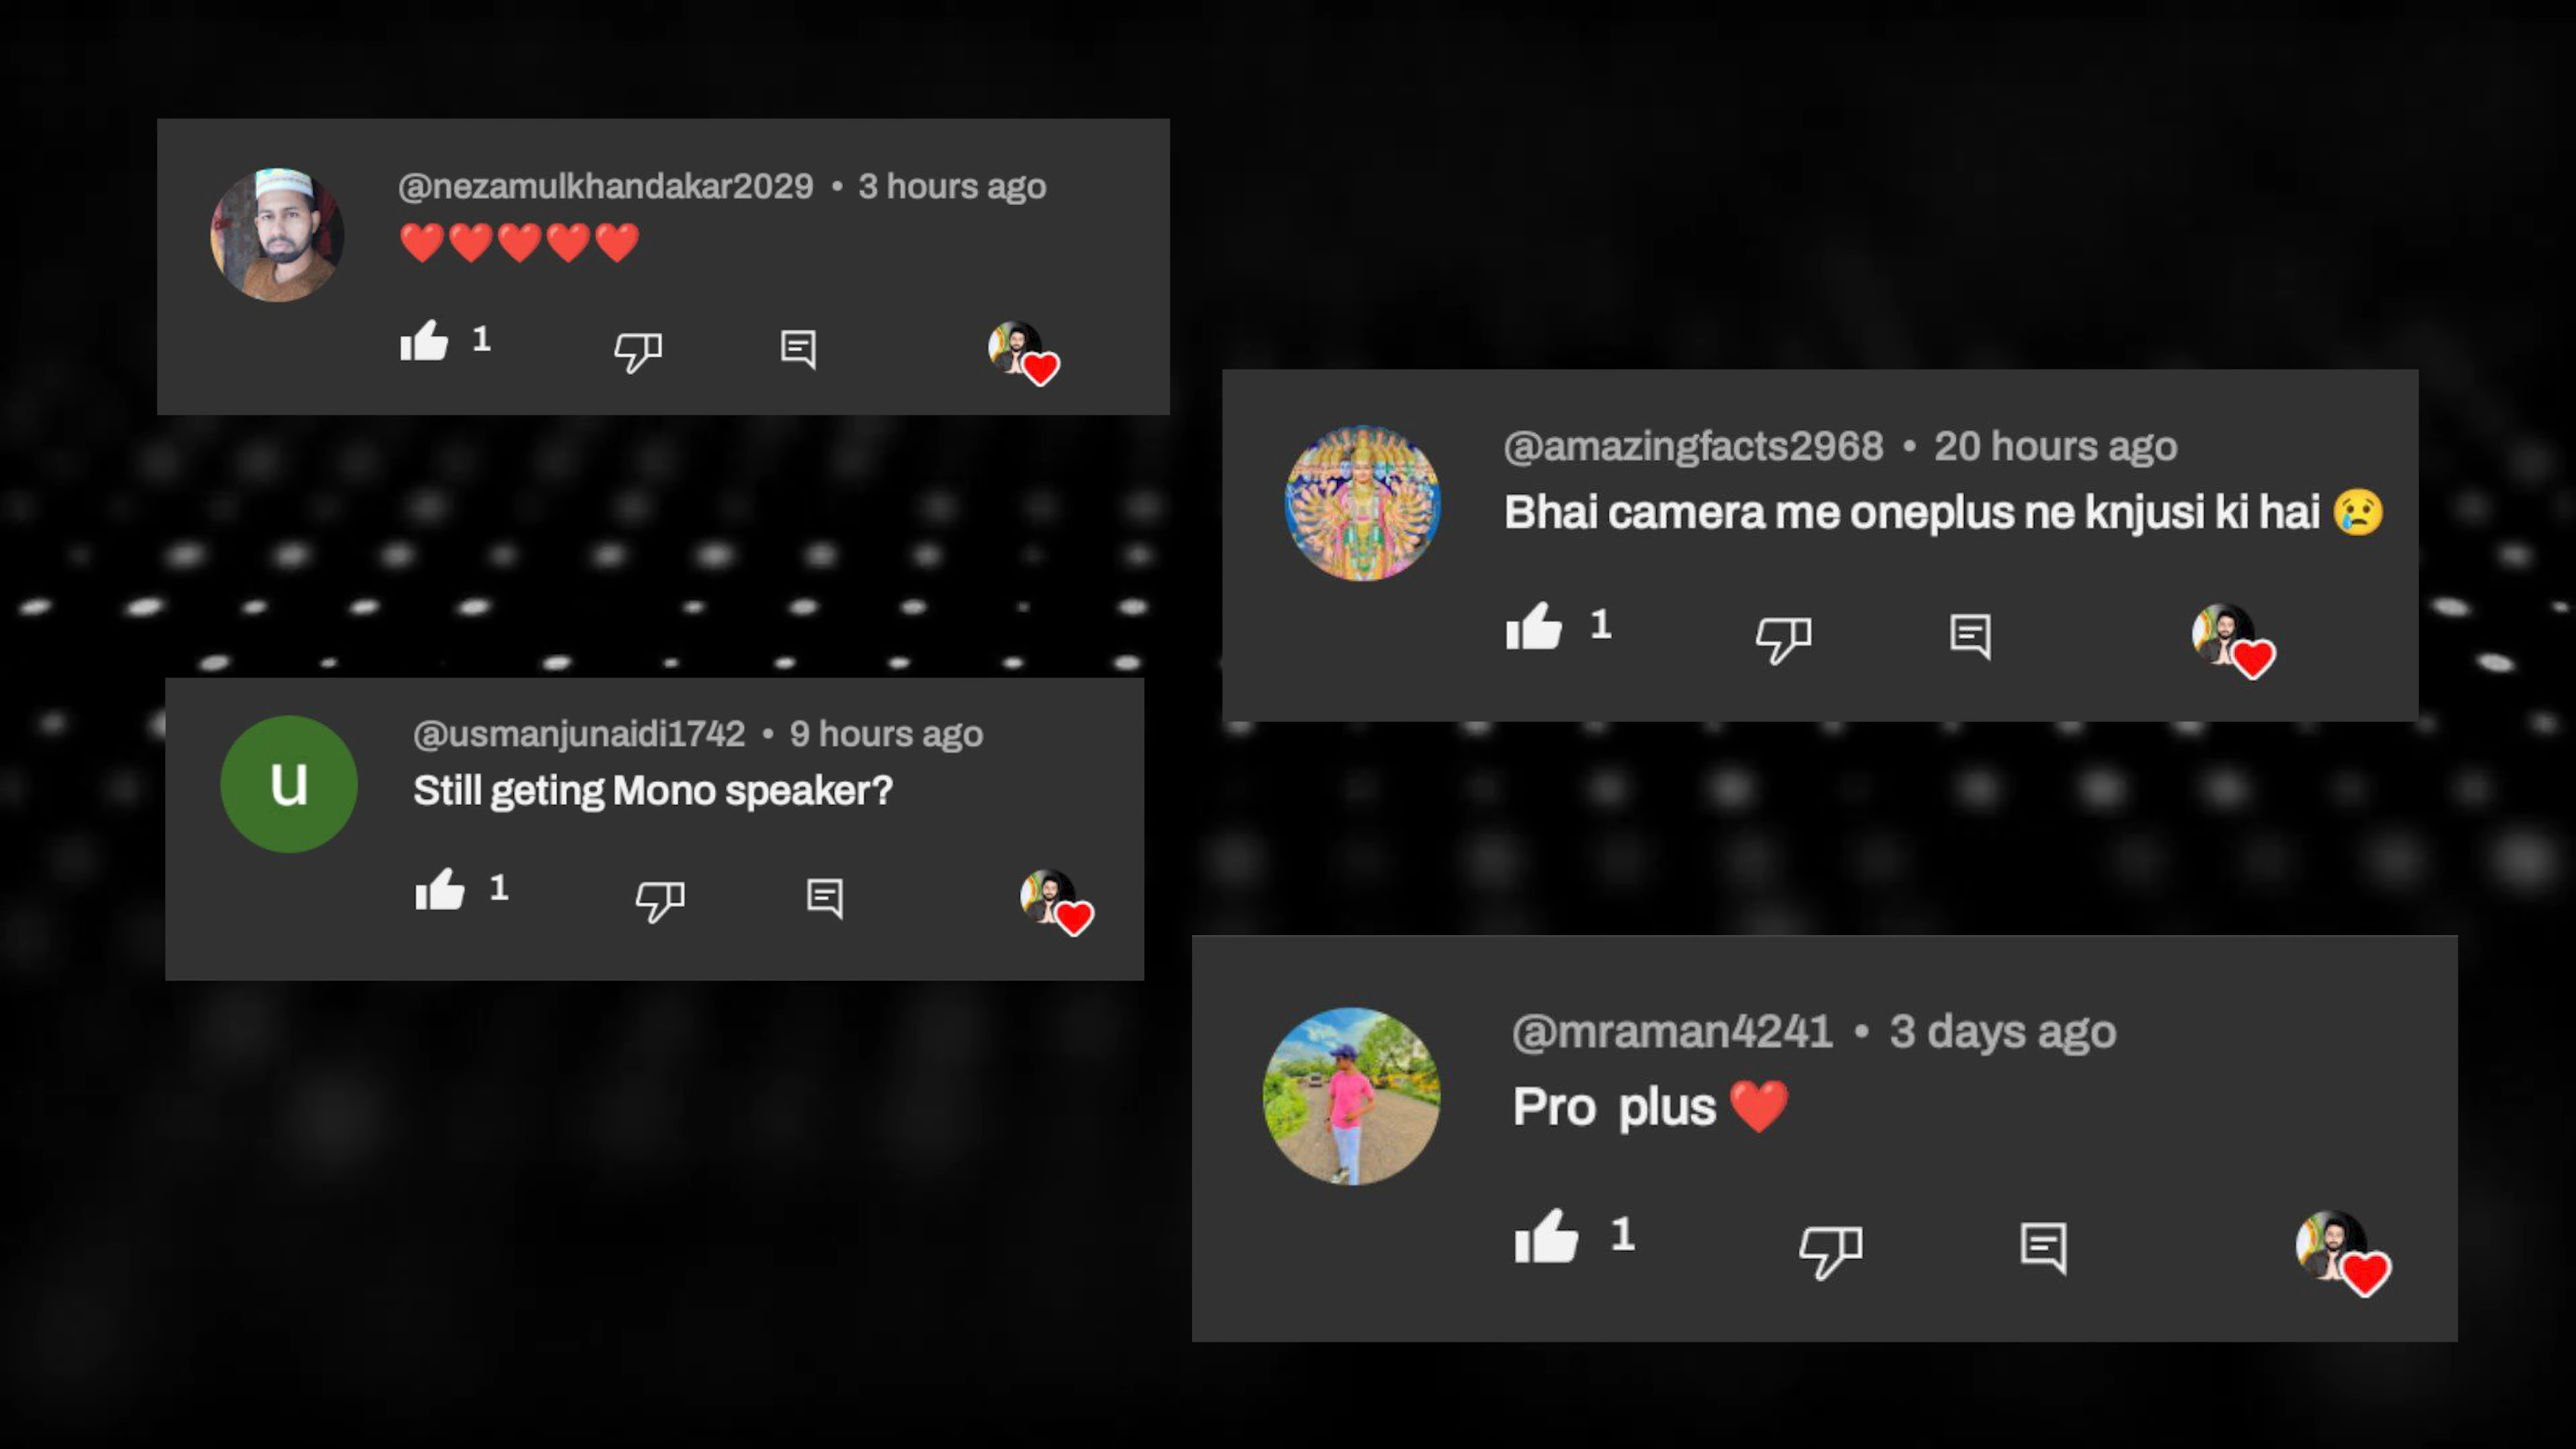 @nezamulkhandakar2029 • 3 hours ago
❤️❤️❤️❤️❤️
1
@amazingfacts2968 • 20 hours ago
Bhai camera me oneplus ne knjusi ki hai 😢
1
u
@usmanjunaidi1742 • 9 hours ago
Still geting Mono speaker?
1
@mraman4241 • 3 days ago
Pro plus ❤️
1